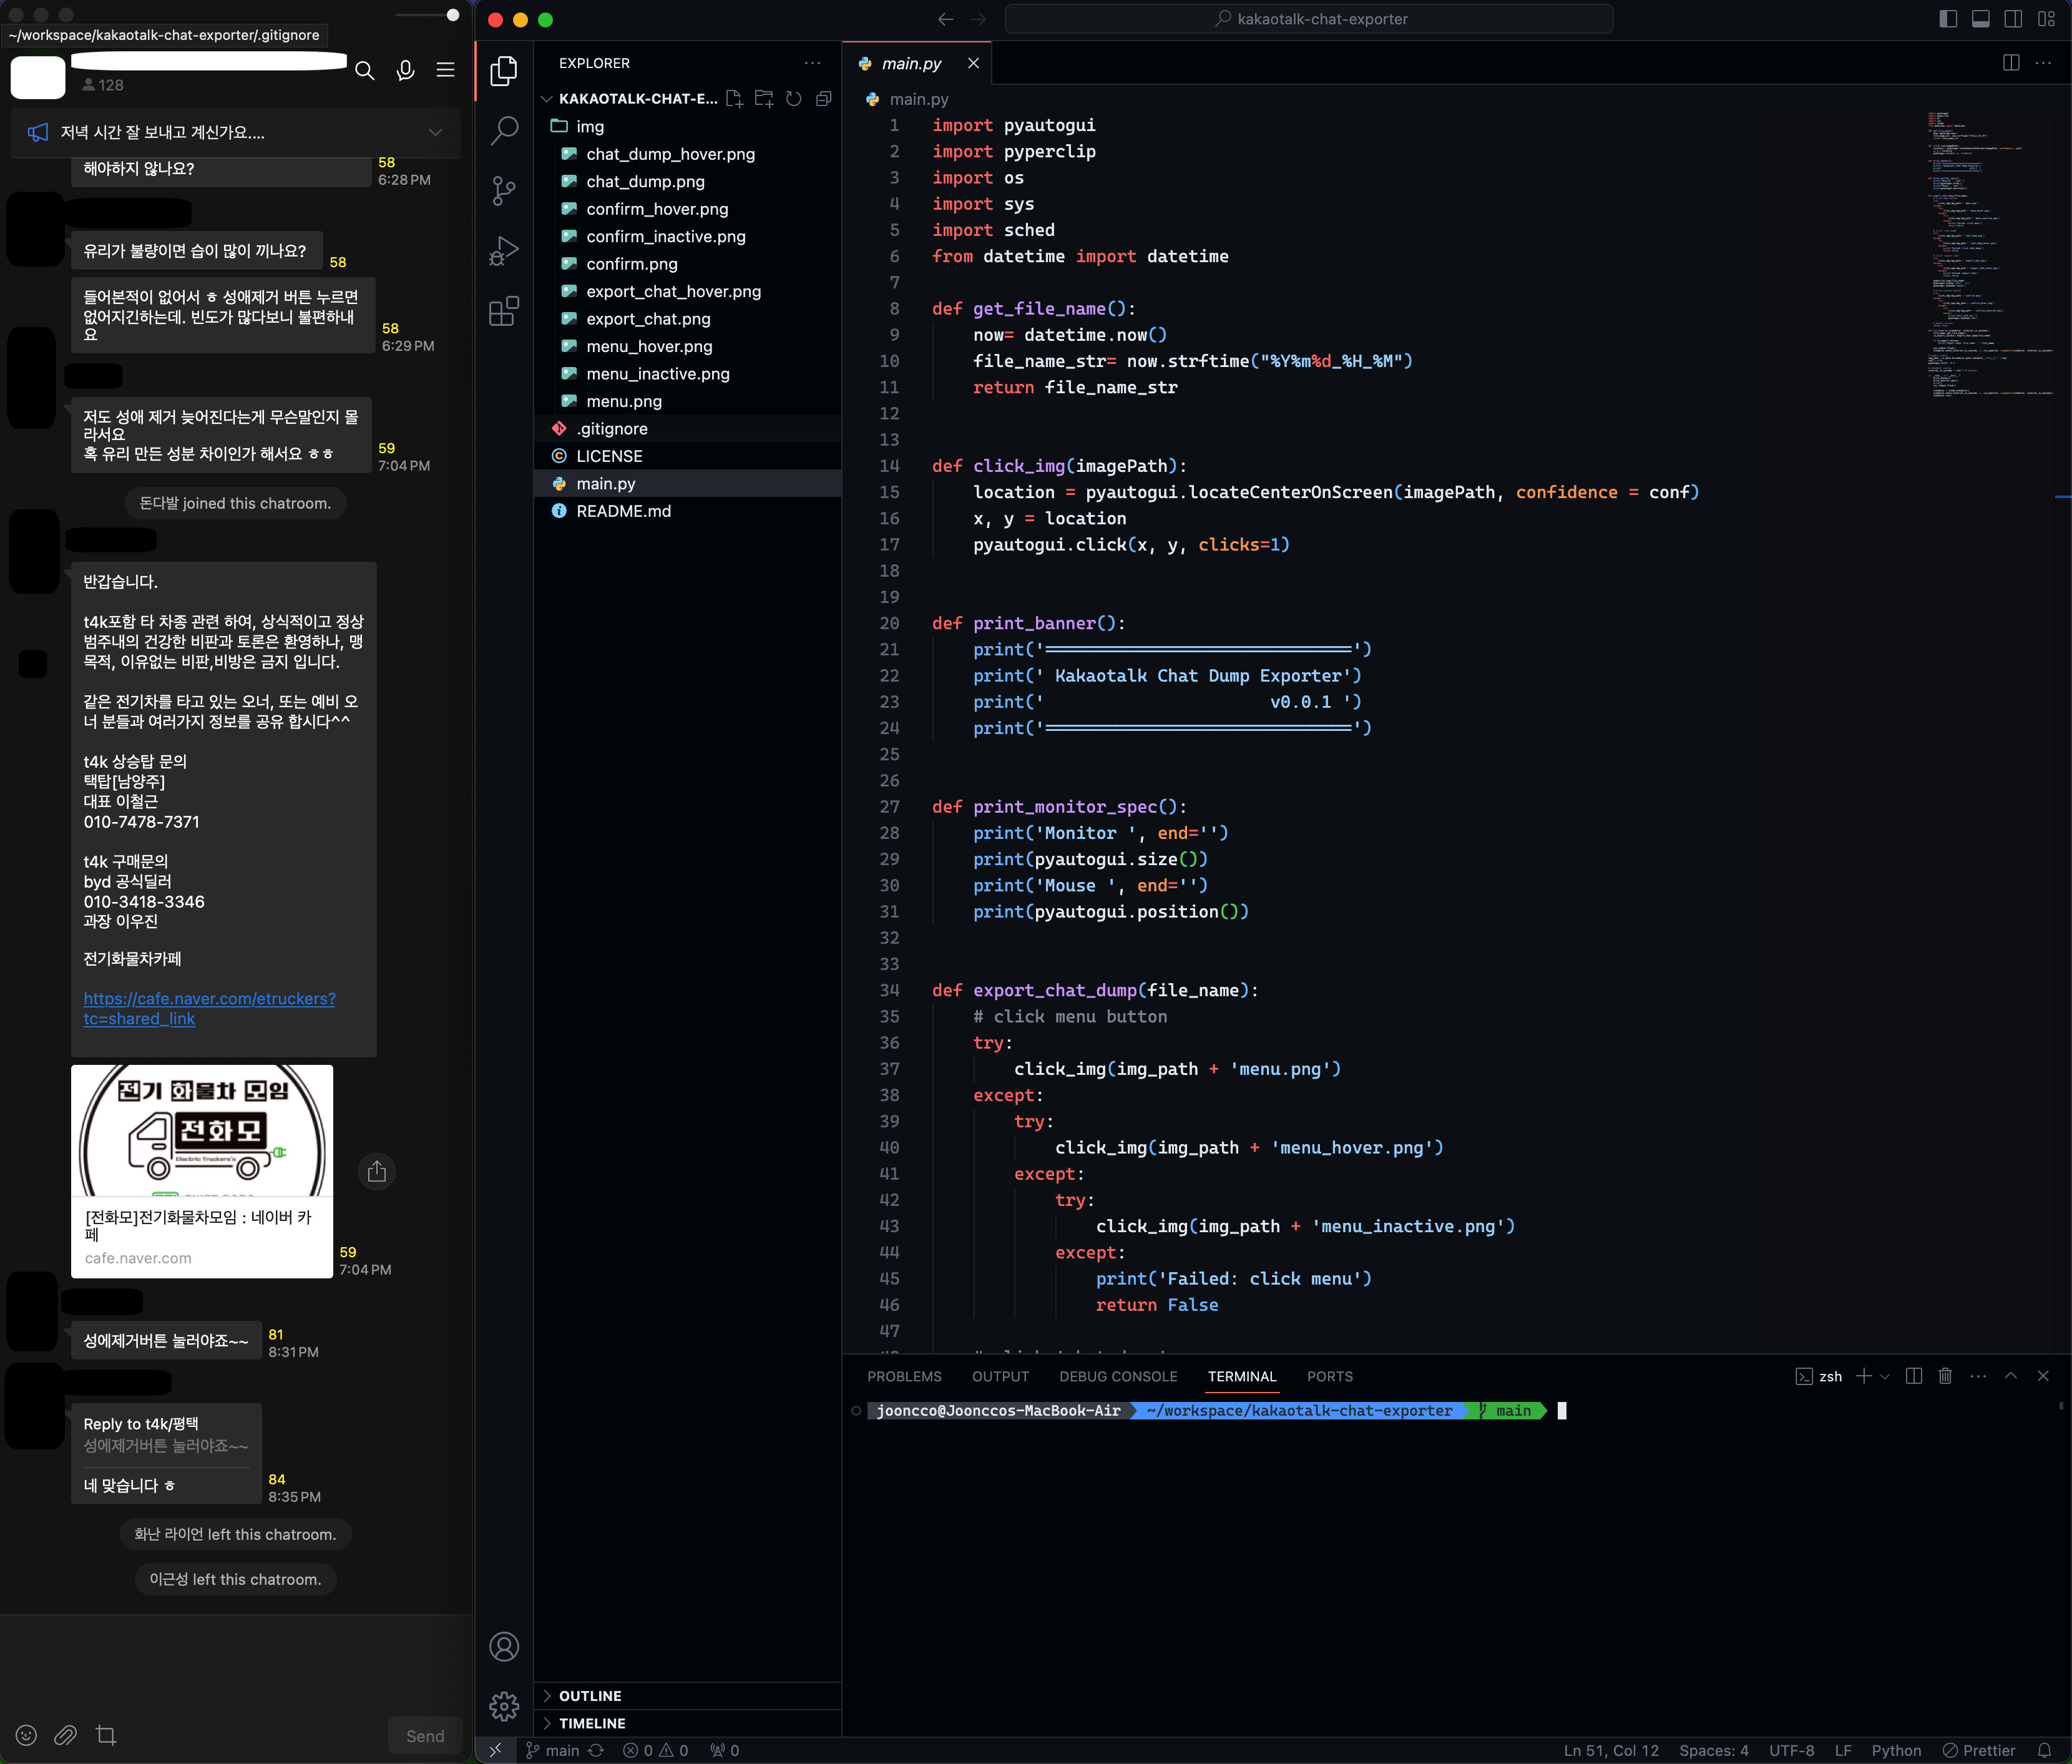 ~/workspace/kakaotalk-chat-exporter/.gitignore
128
저녁 시간 잘 보내고 계신가요....
해야하지 않나요?
58
6:28 PM
유리가 불량이면 습이 많이 끼나요?
58
들어본적이 없어서 ㅎ 성애제거 버튼 누르면
없어지긴하는데. 빈도가 많다보니 불편하내
요
58
6:29 PM
저도 성애 제거 늦어진다는게 무슨말인지 몰
라서요
혹 유리 만든 성분 차이인가 해서요 ㅎㅎ
59
7:04 PM
돈다발 joined this chatroom.
반갑습니다.
t4k포함 타 차종 관련 하여, 상식적이고 정상
범주내의 건강한 비판과 토론은 환영하나, 맹
목적, 이유없는 비판,비방은 금지 입니다.
같은 전기차를 타고 있는 오너, 또는 예비 오
너 분들과 여러가지 정보를 공유 합시다^^
t4k 상승탑 문의
택탑[남양주]
대표 이철근
010-7478-7371
t4k 구매문의
byd 공식딜러
010-3418-3346
과장 이우진
전기화물차카페
https://cafe.naver.com/etruckers?
tc=shared_link
전기 화물차 모임
전화모
Electric Truckers's
[전화모]전기화물차모임 : 네이버 카
페
cafe.naver.com
59
7:04 PM
성에제거버튼 눌러야죠~~
81
8:31 PM
Reply to t4k/평택
성에제거버튼 눌러야죠~~
네 맞습니다 ㅎ
84
8:35 PM
화난 라이언 left this chatroom.
이근성 left this chatroom.
Send
kakaotalk-chat-exporter
EXPLORER
KAKAOTALK-CHAT-E...
img
chat_dump_hover.png
chat_dump.png
confirm_hover.png
confirm_inactive.png
confirm.png
export_chat_hover.png
export_chat.png
menu_hover.png
menu_inactive.png
menu.png
.gitignore
LICENSE
main.py
README.md
OUTLINE
TIMELINE
main.py
main.py
1 import pyautogui
2 import pyperclip
3 import os
4 import sys
5 import sched
6 from datetime import datetime
7
8 def get_file_name():
9 now= datetime.now()
10 file_name_str= now.strftime("%Y%m%d_%H_%M")
11 return file_name_str
12
13
14 def click_img(imagePath):
15 location = pyautogui.locateCenterOnScreen(imagePath, confidence = conf)
16 x, y = location
17 pyautogui.click(x, y, clicks=1)
18
19
20 def print_banner():
21 print('==============================')
22 print(' Kakaotalk Chat Dump Exporter')
23 print('                      v0.0.1 ')
24 print('==============================')
25
26
27 def print_monitor_spec():
28 print('Monitor ', end='')
29 print(pyautogui.size())
30 print('Mouse ', end='')
31 print(pyautogui.position())
32
33
34 def export_chat_dump(file_name):
35 # click menu button
36 try:
37 click_img(img_path + 'menu.png')
38 except:
39 try:
40 click_img(img_path + 'menu_hover.png')
41 except:
42 try:
43 click_img(img_path + 'menu_inactive.png')
44 except:
45 print('Failed: click menu')
46 return False
47
PROBLEMS OUTPUT DEBUG CONSOLE TERMINAL PORTS
zsh
jooncco@Joonccos-MacBook-Air ~/workspace/kakaotalk-chat-exporter main
main 0 0 0
Ln 51, Col 12 Spaces: 4 UTF-8 LF Python Prettier